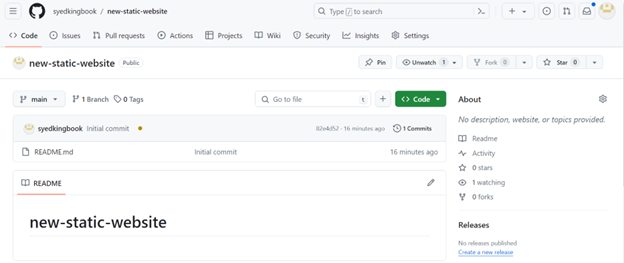 syedkingbook / new-static-website
Type / to search
Code Issues Pull requests Actions Projects Wiki Security Insights Settings
new-static-website Public Pin Unwatch 1 Fork 0 Star 0
main 1 Branch 0 Tags Go to file t Code
syedkingbook Initial commit 82e4d57 · 16 minutes ago 1 Commits
README.md Initial commit 16 minutes ago
README
new-static-website
About
No description, website, or topics provided.
Readme
Activity
0 stars
1 watching
0 forks
Releases
No releases published
Create a new release